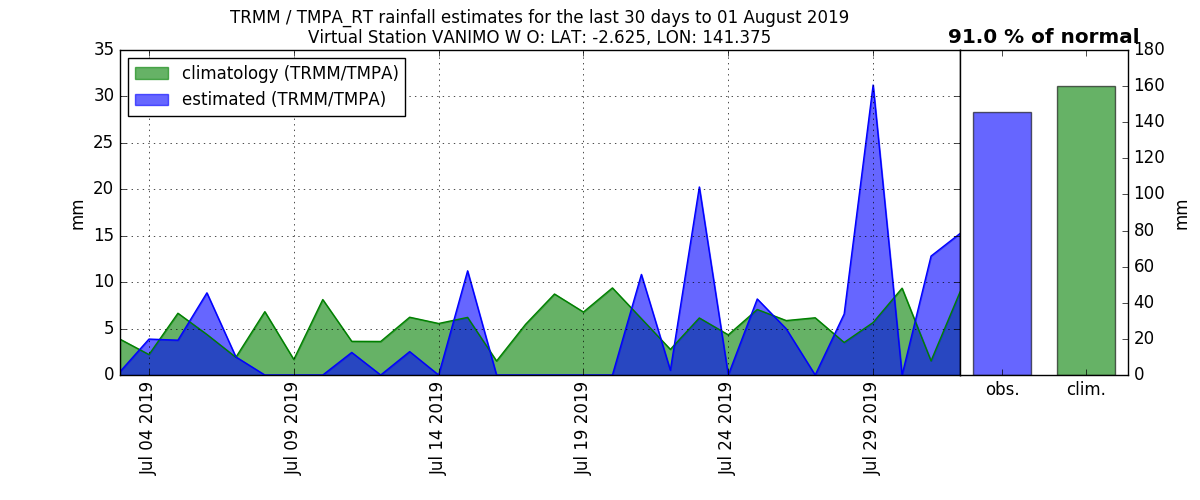 TRMM / TMPA_RT rainfall estimates for the last 30 days to 01 August 2019
Virtual Station VANIMO W O: LAT: -2.625, LON: 141.375
91.0 % of normal
climatology (TRMM/TMPA)
estimated (TRMM/TMPA)
35
30
25
20
15
10
5
0
mm
Jul 04 2019
Jul 09 2019
Jul 14 2019
Jul 19 2019
Jul 24 2019
Jul 29 2019
180
160
140
120
100
80
60
40
20
0
mm
obs.
clim.